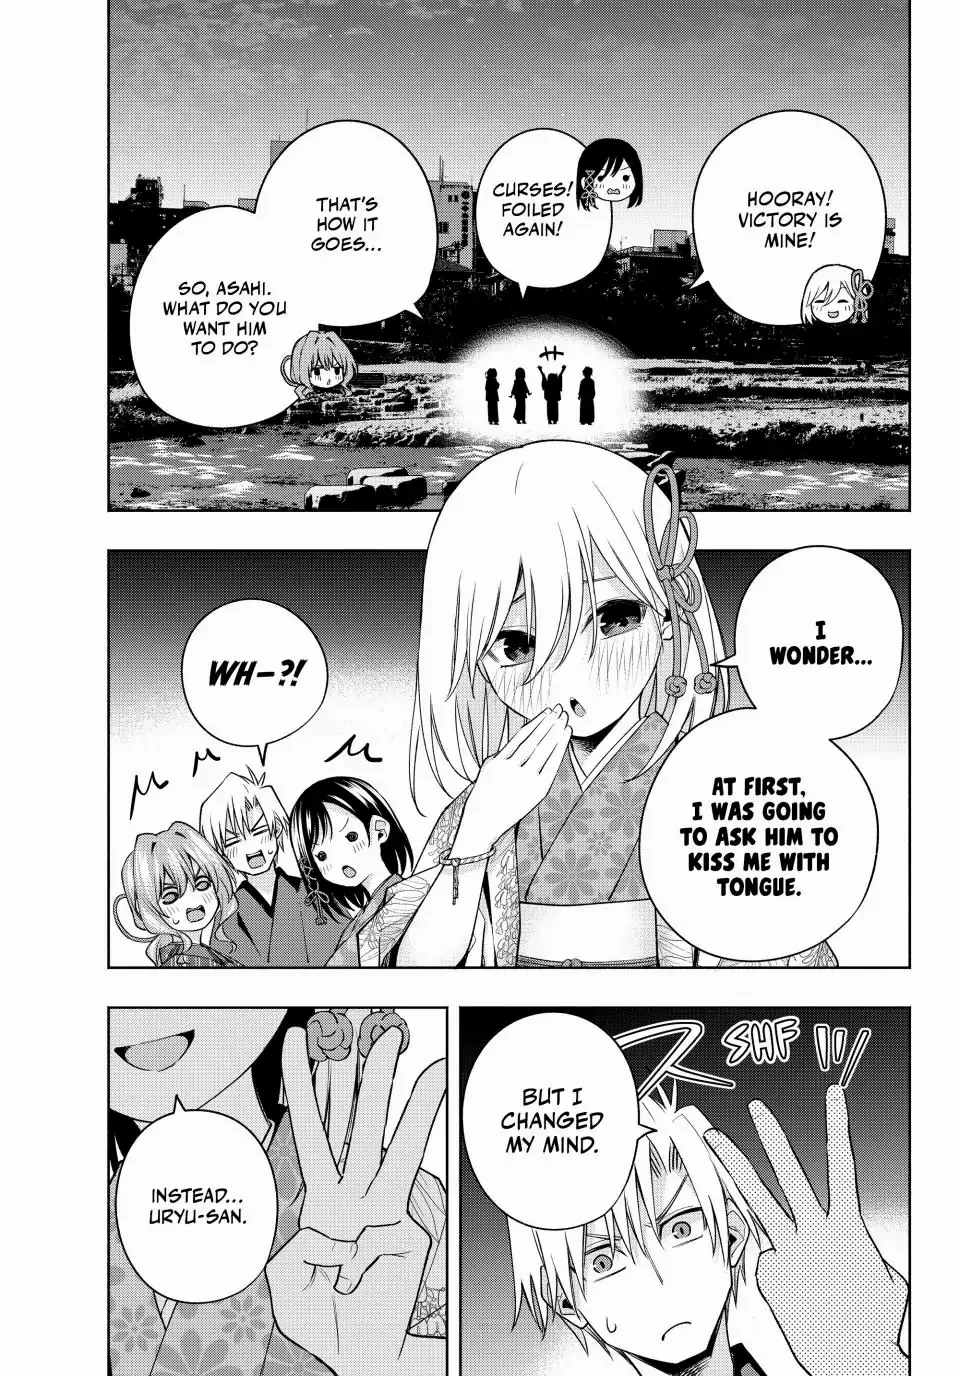 HOORAY!
VICTORY IS
MINE!
CURSES!
FOILED
AGAIN!
THAT'S
HOW IT
GOES...
SO, ASAHI.
WHAT DO YOU
WANT HIM
TO DO?
I
WONDER...
AT FIRST,
I WAS GOING
TO ASK HIM TO
KISS ME WITH
TONGUE.
WH-?!
BUT I
CHANGED
MY MIND.
SHF
INSTEAD...
URYU-SAN.